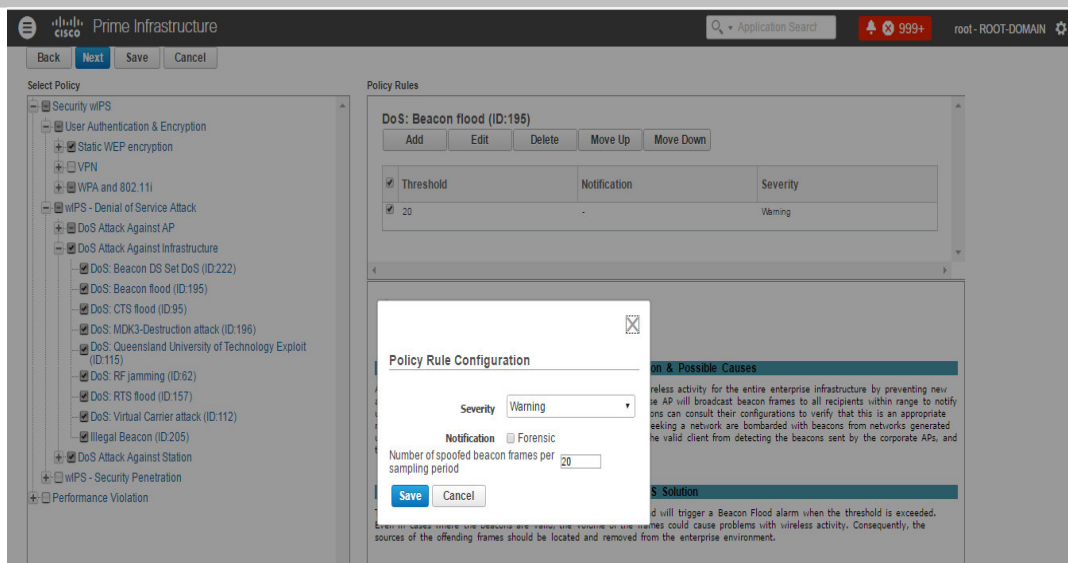 cisco Prime Infrastructure
Application Search
999+
root - ROOT-DOMAIN
Back Next Save Cancel
Select Policy
Security wIPS
User Authentication & Encryption
Static WEP encryption
VPN
WPA and 802.11i
wIPS - Denial of Service Attack
DoS Attack Against AP
DoS Attack Against Infrastructure
DoS: Beacon DS Set DoS (ID:222)
DoS: Beacon flood (ID:195)
DoS: CTS flood (ID:95)
DoS: MDK3-Destruction attack (ID:196)
DoS: Queensland University of Technology Exploit
(ID:115)
DoS: RF jamming (ID:62)
DoS: RTS flood (ID:157)
DoS: Virtual Carrier attack (ID:112)
Illegal Beacon (ID:205)
DoS Attack Against Station
wIPS - Security Penetration
Performance Violation
Policy Rules
DoS: Beacon flood (ID:195)
Add Edit Delete Move Up Move Down
Threshold Notification Severity
20 - Warning
Policy Rule Configuration
Severity Warning
Notification Forensic
Number of spoofed beacon frames per
sampling period 20
Save Cancel
& Possible Causes
activity for the entire enterprise infrastructure by preventing new
AP will broadcast beacon frames to all recipients within range to notify
can consult their configurations to verify that this is an appropriate
a network are bombarded with beacons from networks generated
valid client from detecting the beacons sent by the corporate APs, and
Solution
will trigger a Beacon Flood alarm when the threshold is exceeded.
Even in cases where the beacons are valid, the volume of the frames could cause problems with wireless activity. Consequently, the
sources of the offending frames should be located and removed from the enterprise environment.